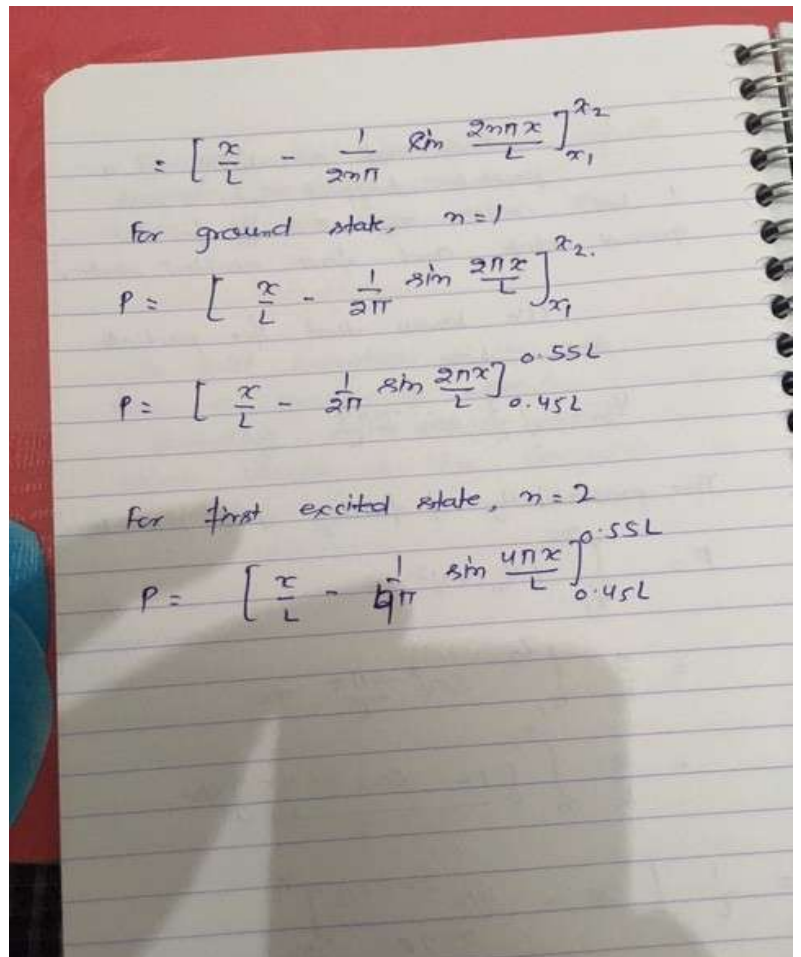 = [ x/L - 1/2nπ sin 2nπx/L ]x₁ x₂
For ground state, n=1
P = [ x/L - 1/2π sin 2πx/L ]x₁ x₂.
P = [ x/L - 1/2π sin 2πx/L ]0.45L 0.55L
For first excited state, n=2
P = [ x/L - 1/4π sin 4πx/L ]0.45L 0.55L